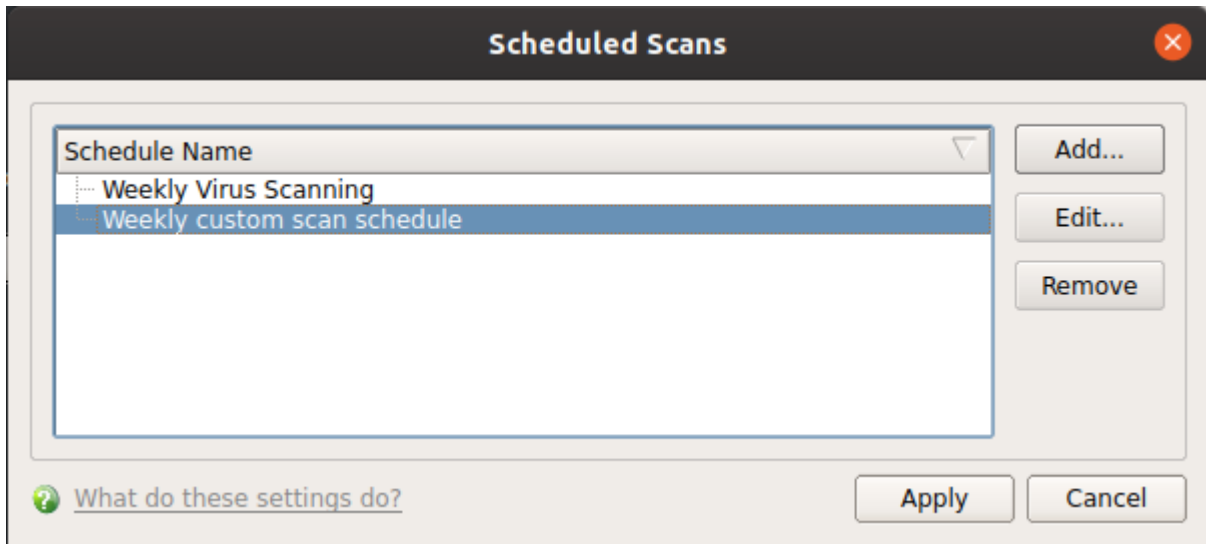 Scheduled Scans
Schedule Name
Weekly Virus Scanning
Weekly custom scan schedule
Add...
Edit...
Remove
What do these settings do?
Apply
Cancel